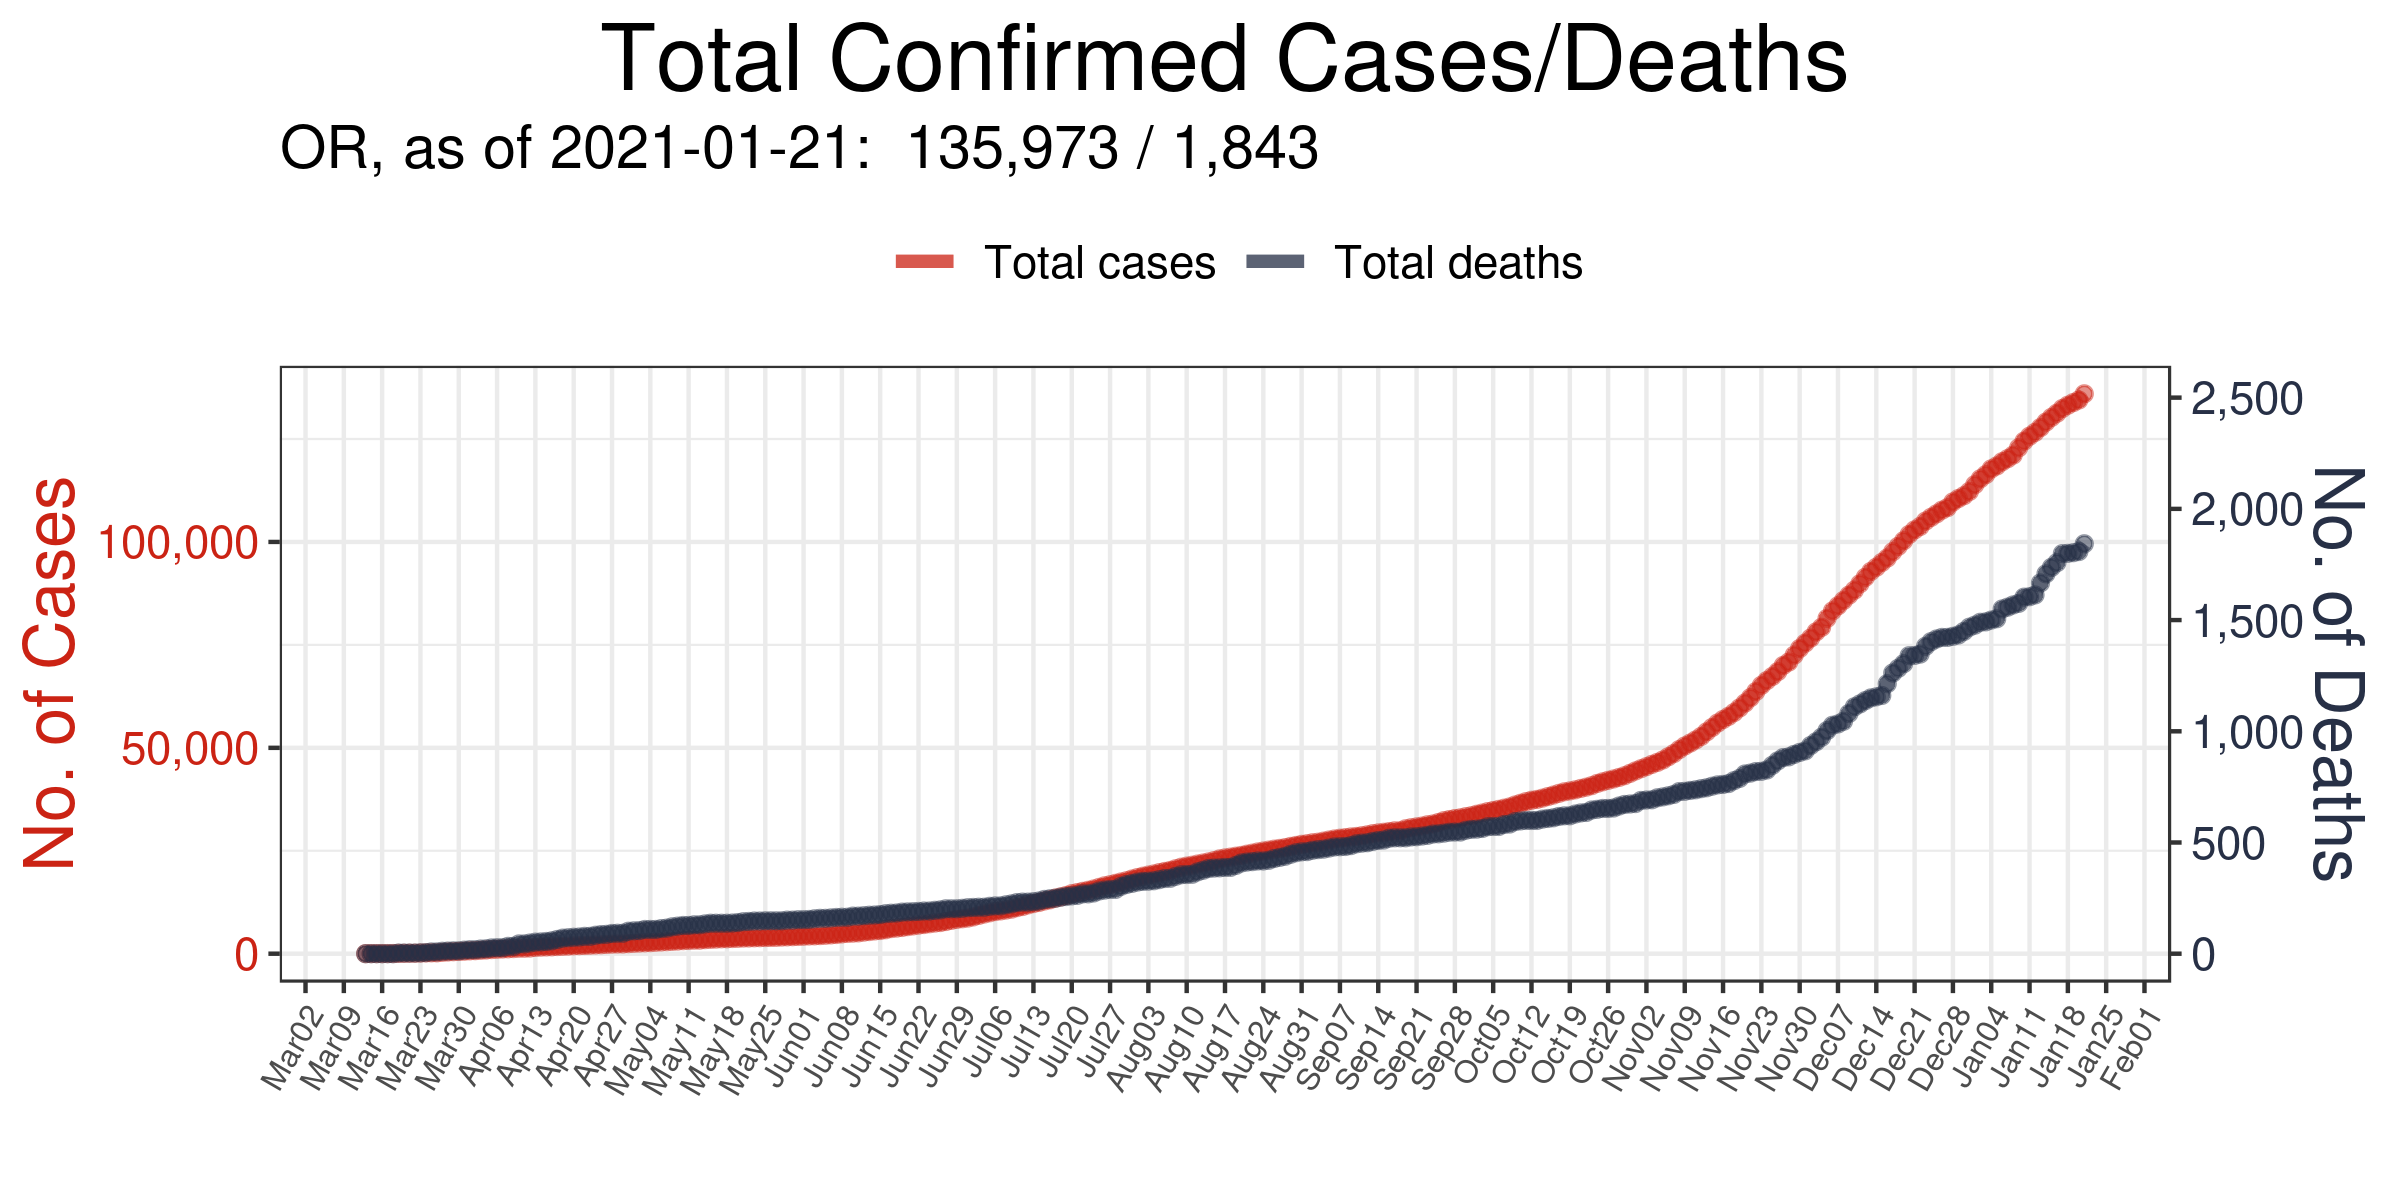 Total Confirmed Cases/Deaths
OR, as of 2021-01-21:  135,973 / 1,843
Total cases
Total deaths
No. of Cases
100,000
50,000
0
2,500
2,000
1,500
1,000
500
0
No. of Deaths
Mar02
Mar09
Mar16
Mar23
Mar30
Apr06
Apr13
Apr20
Apr27
May04
May11
May18
May25
Jun01
Jun08
Jun15
Jun22
Jun29
Jul06
Jul13
Jul20
Jul27
Aug03
Aug10
Aug17
Aug24
Aug31
Sep07
Sep14
Sep21
Sep28
Oct05
Oct12
Oct19
Oct26
Nov02
Nov09
Nov16
Nov23
Nov30
Dec07
Dec14
Dec21
Dec28
Jan04
Jan11
Jan18
Jan25
Feb01